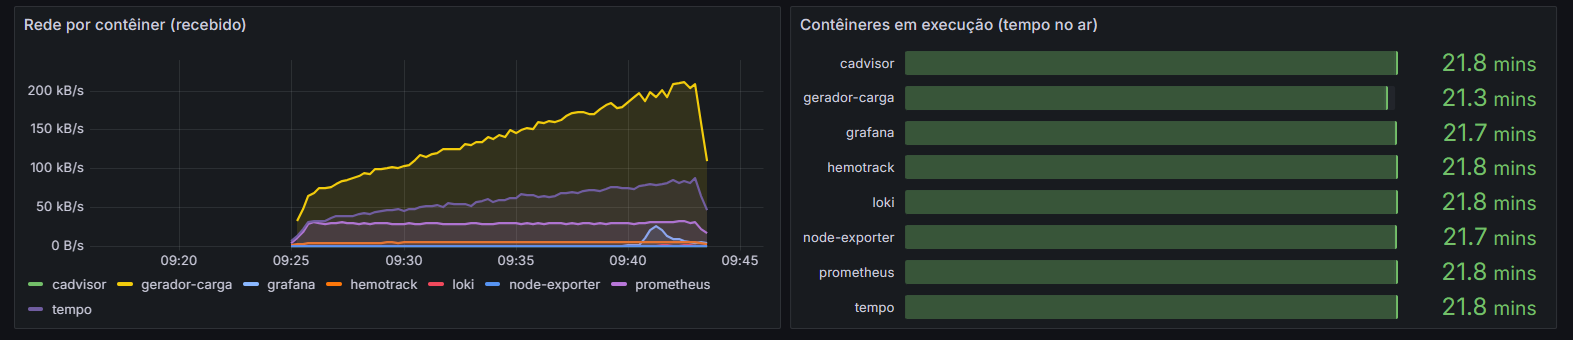 Rede por contêiner (recebido)
200 kB/s
150 kB/s
100 kB/s
50 kB/s
0 B/s
09:20 09:25 09:30 09:35 09:40 09:45
cadvisor gerador-carga grafana hemotrack loki node-exporter prometheus
tempo
Contêineres em execução (tempo no ar)
cadvisor 21.8 mins
gerador-carga 21.3 mins
grafana 21.7 mins
hemotrack 21.8 mins
loki 21.8 mins
node-exporter 21.7 mins
prometheus 21.8 mins
tempo 21.8 mins